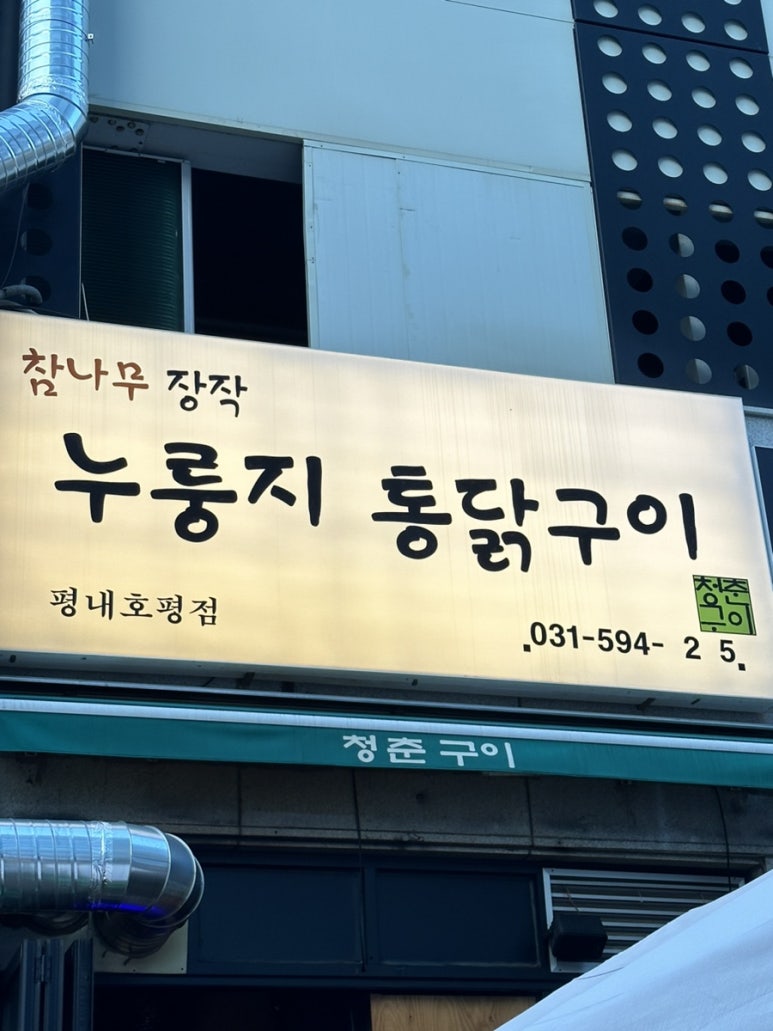 참나무 장작
누룽지 통닭구이
평내호평점
청춘
구이
.031-594- 2 5.
청춘 구이